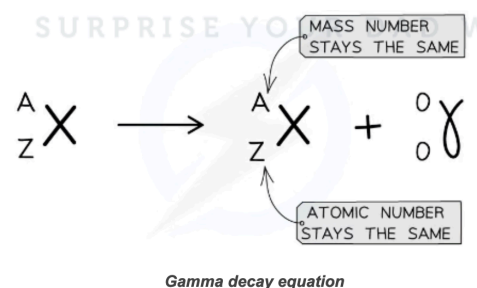 SURPRISE YO
MASS NUMBER
STAYS THE SAME
A
Z X → A
Z X + 0
0 γ
ATOMIC NUMBER
STAYS THE SAME
Gamma decay equation